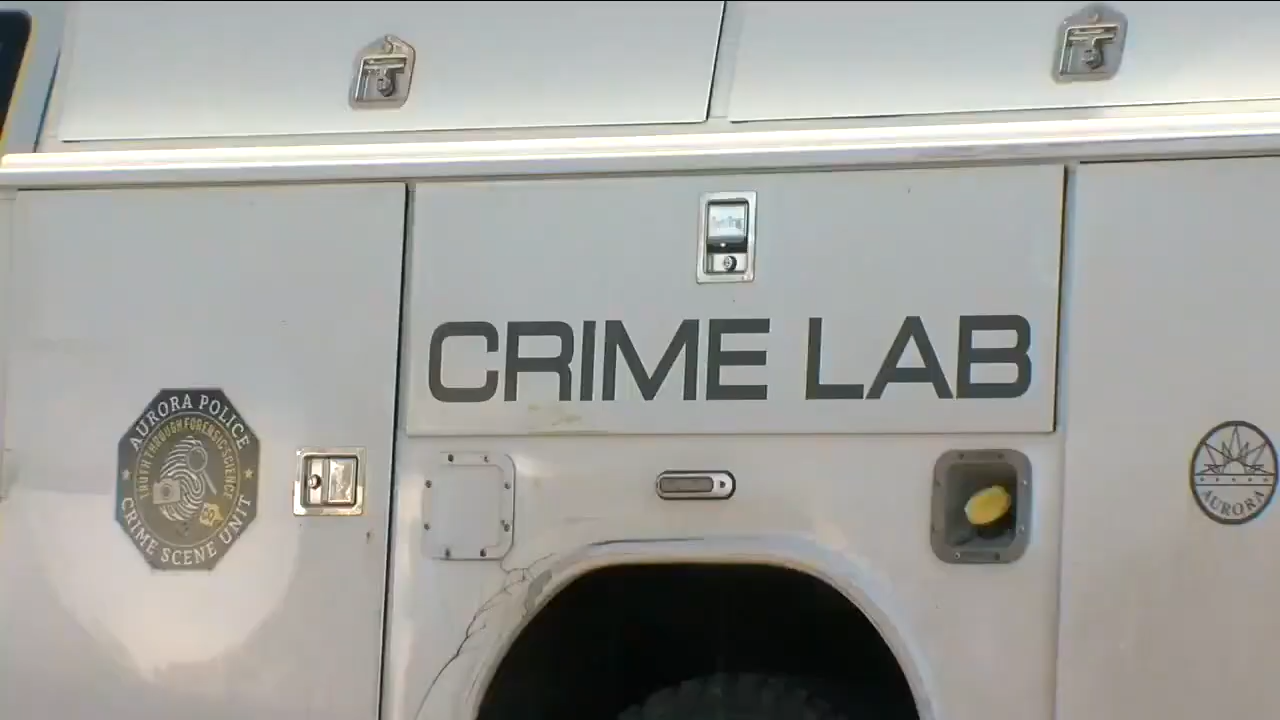 CRIME LAB
AURORA POLICE
TRUTH THROUGH FORENSIC SCIENCE
CRIME SCENE UNIT
AURORA